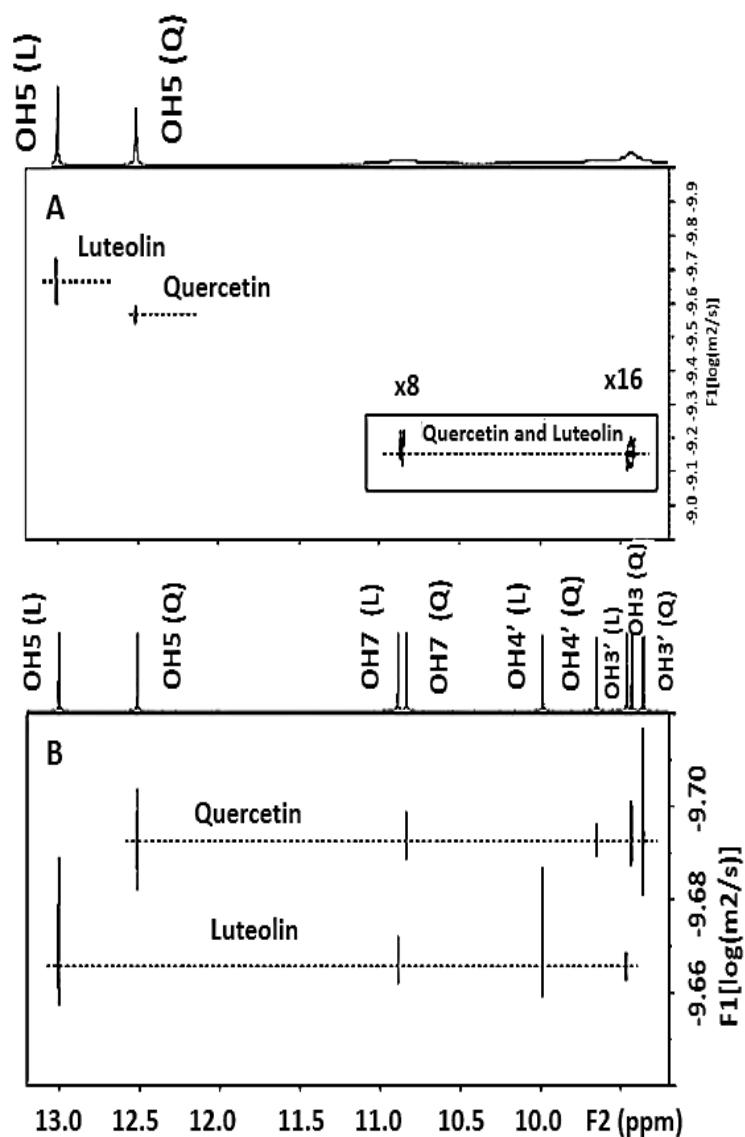 OH5 (L)
OH5 (Q)
A
Luteolin
Quercetin
x8
x16
Quercetin and Luteolin
-9.9
-9.8
-9.7
-9.6
-9.5
-9.4
-9.3
-9.2
-9.1
-9.0
F1[log(m2/s)]
OH5 (L)
OH5 (Q)
OH7 (L)
OH7 (Q)
OH4' (L)
OH4' (Q)
OH3' (L)
OH3 (Q)
OH3' (Q)
B
Quercetin
Luteolin
-9.70
-9.68
-9.66
F1[log(m2/s)]
13.0 12.5 12.0 11.5 11.0 10.5 10.0 F2 (ppm)